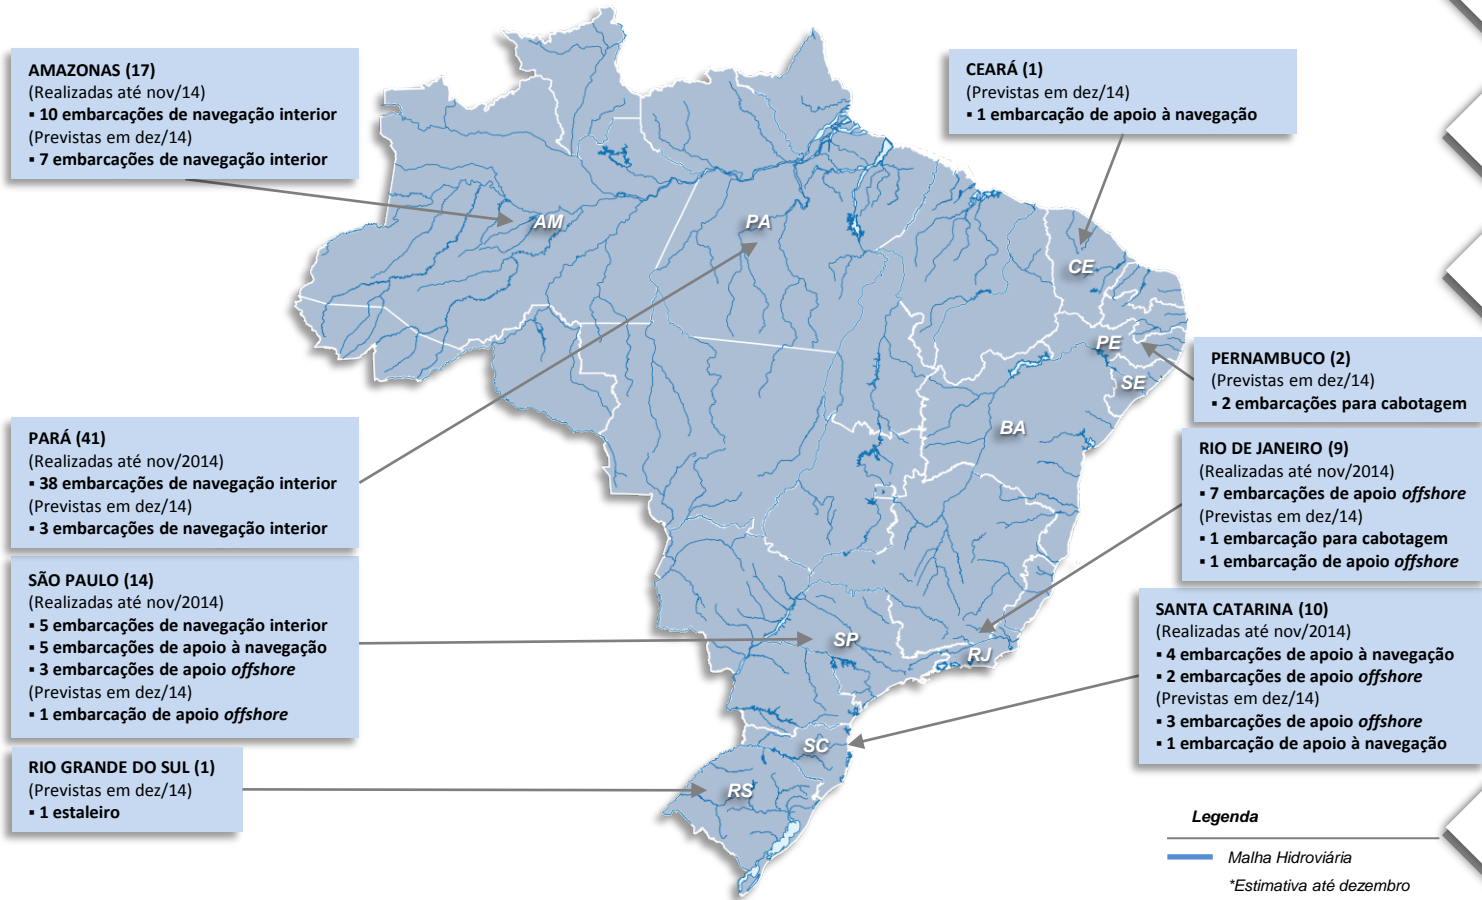 AMAZONAS (17)
(Realizadas até nov/14)
▪ 10 embarcações de navegação interior
(Previstas em dez/14)
▪ 7 embarcações de navegação interior
CEARÁ (1)
(Previstas em dez/14)
▪ 1 embarcação de apoio à navegação
AM
PA
CE
PE
SE
BA
SP
RJ
SC
RS
PERNAMBUCO (2)
(Previstas em dez/14)
▪ 2 embarcações para cabotagem
PARÁ (41)
(Realizadas até nov/2014)
▪ 38 embarcações de navegação interior
(Previstas em dez/14)
▪ 3 embarcações de navegação interior
RIO DE JANEIRO (9)
(Realizadas até nov/2014)
▪ 7 embarcações de apoio offshore
(Previstas em dez/14)
▪ 1 embarcação para cabotagem
▪ 1 embarcação de apoio offshore
SÃO PAULO (14)
(Realizadas até nov/2014)
▪ 5 embarcações de navegação interior
▪ 5 embarcações de apoio à navegação
▪ 3 embarcações de apoio offshore
(Previstas em dez/14)
▪ 1 embarcação de apoio offshore
SANTA CATARINA (10)
(Realizadas até nov/2014)
▪ 4 embarcações de apoio à navegação
▪ 2 embarcações de apoio offshore
(Previstas em dez/14)
▪ 3 embarcações de apoio offshore
▪ 1 embarcação de apoio à navegação
RIO GRANDE DO SUL (1)
(Previstas em dez/14)
▪ 1 estaleiro
Legenda
Malha Hidroviária
*Estimativa até dezembro